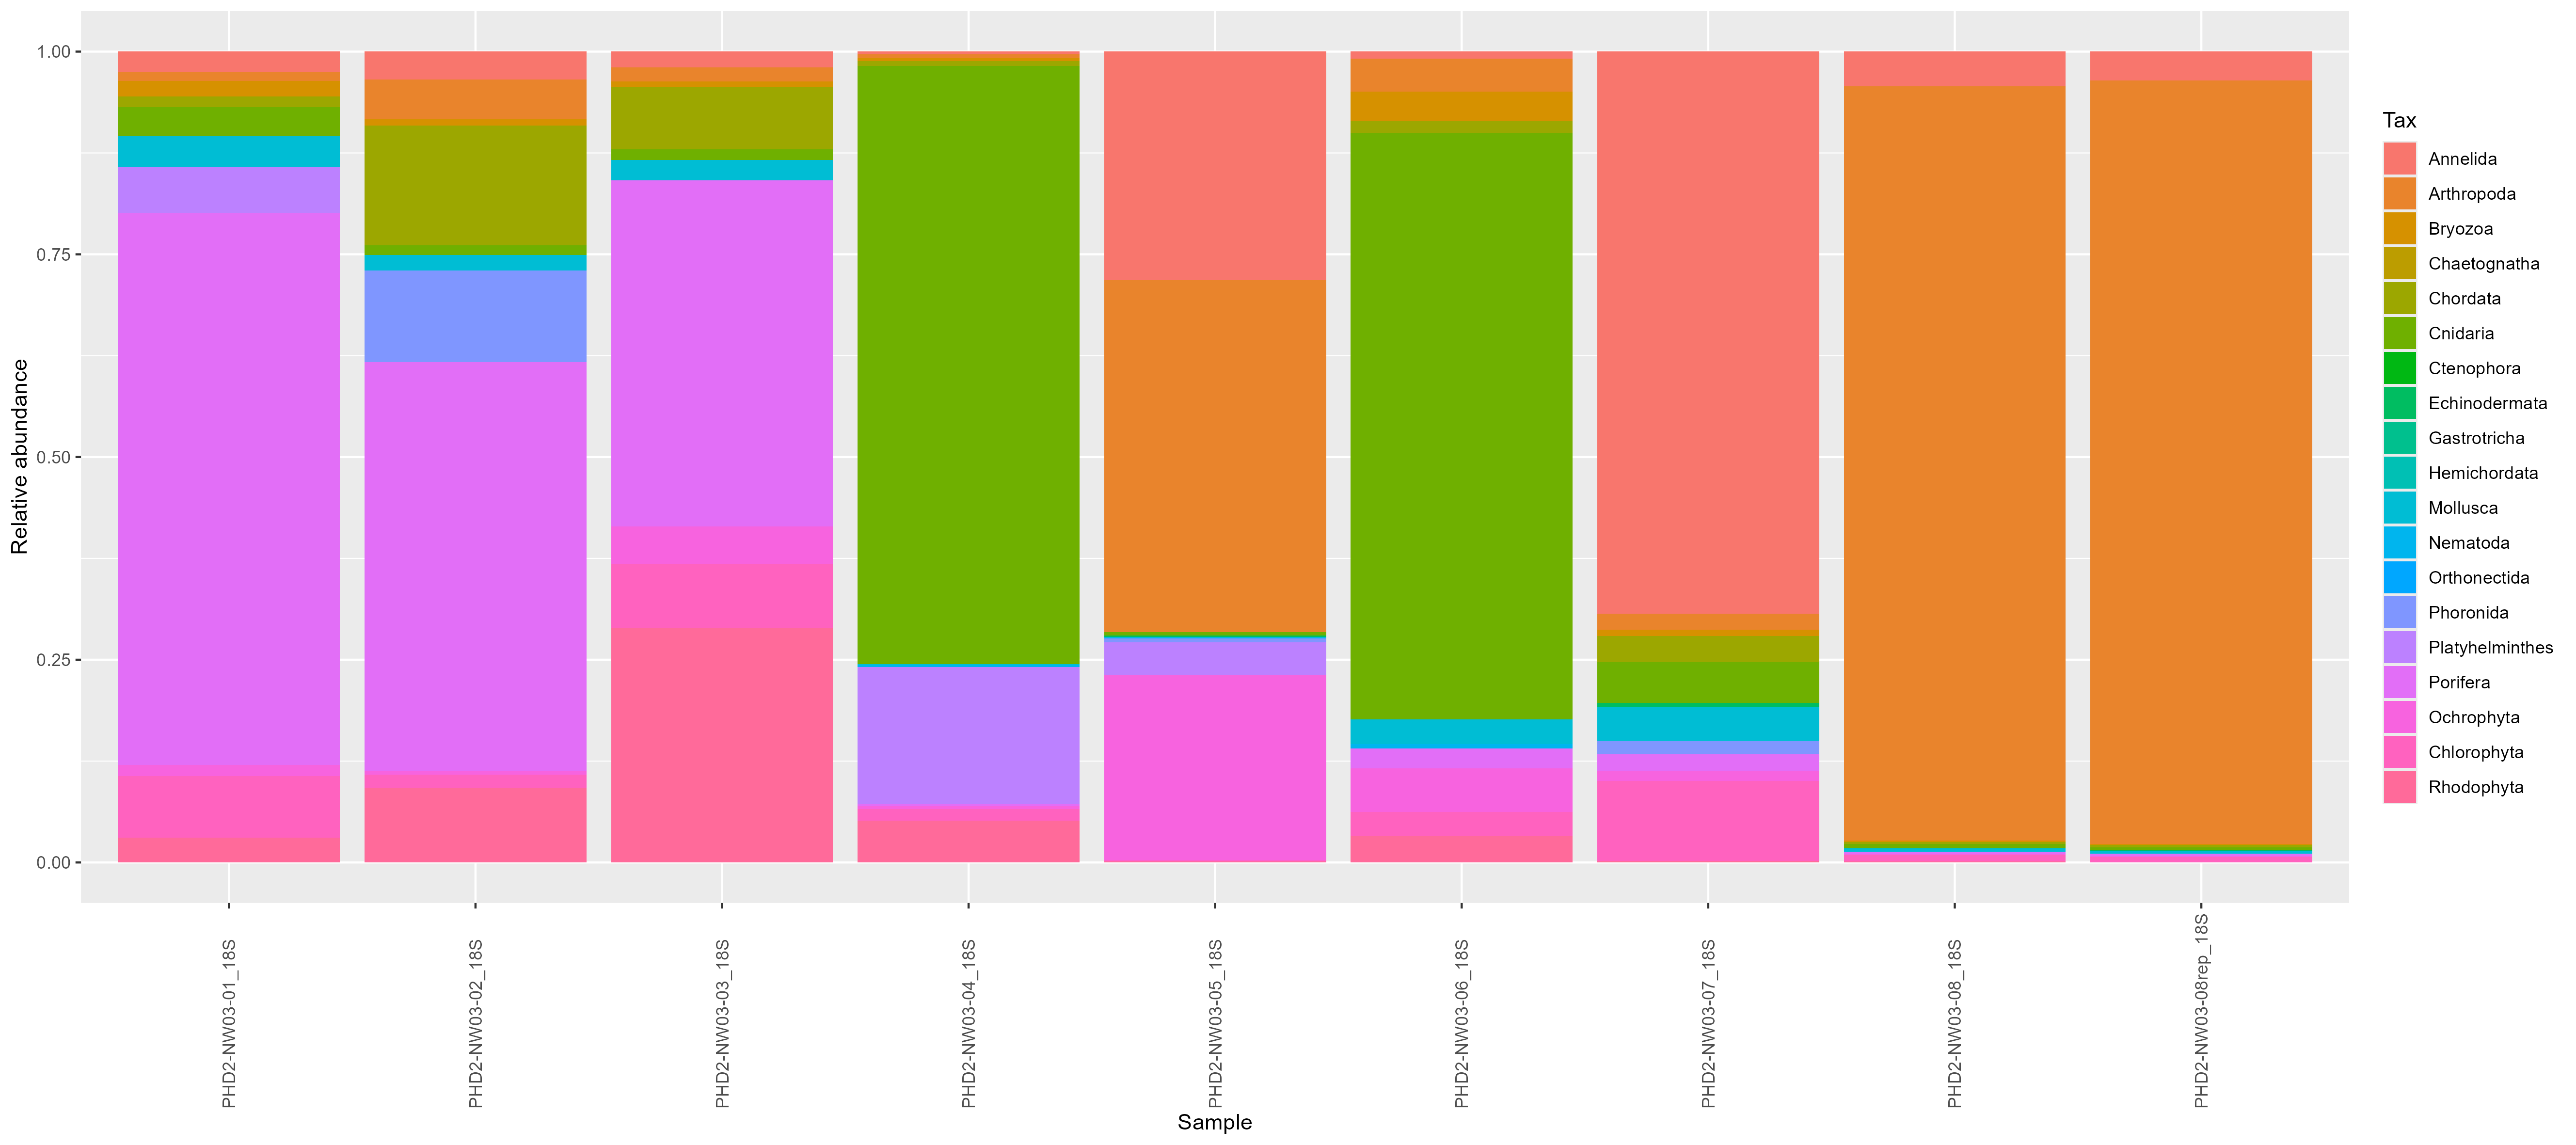 1.00
0.75
0.50
0.25
0.00
Relative abundance
PHD2-NW03-01_18S
PHD2-NW03-02_18S
PHD2-NW03-03_18S
PHD2-NW03-04_18S
PHD2-NW03-05_18S
PHD2-NW03-06_18S
PHD2-NW03-07_18S
PHD2-NW03-08_18S
PHD2-NW03-08rep_18S
Sample
Tax
Annelida
Arthropoda
Bryozoa
Chaetognatha
Chordata
Cnidaria
Ctenophora
Echinodermata
Gastrotricha
Hemichordata
Mollusca
Nematoda
Orthonectida
Phoronida
Platyhelminthes
Porifera
Ochrophyta
Chlorophyta
Rhodophyta